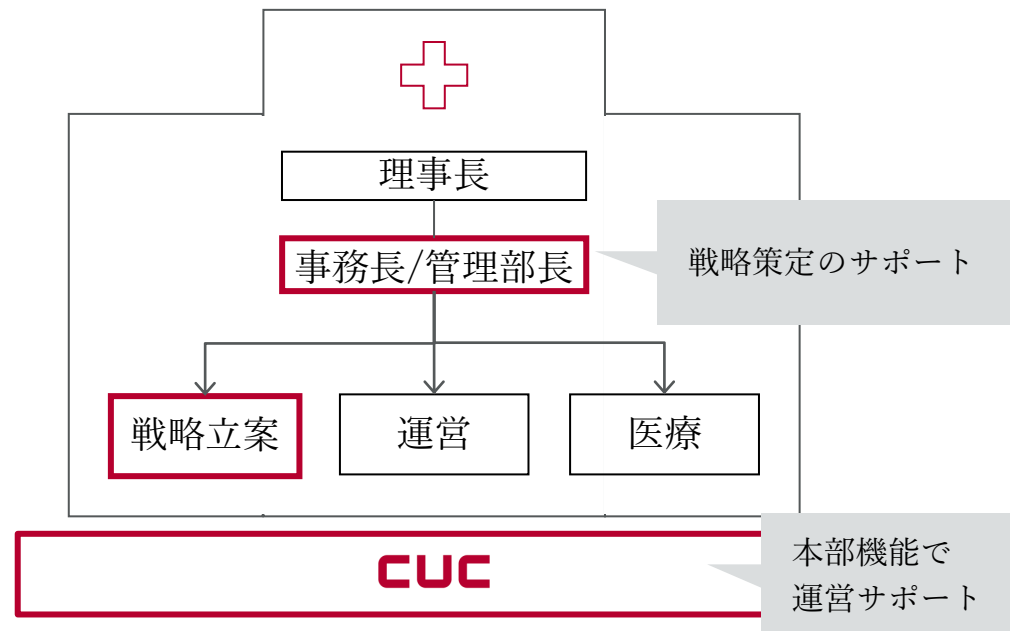 理事長
事務長/管理部長
戦略策定のサポート
戦略立案
運営
医療
CUC
本部機能で
運営サポート